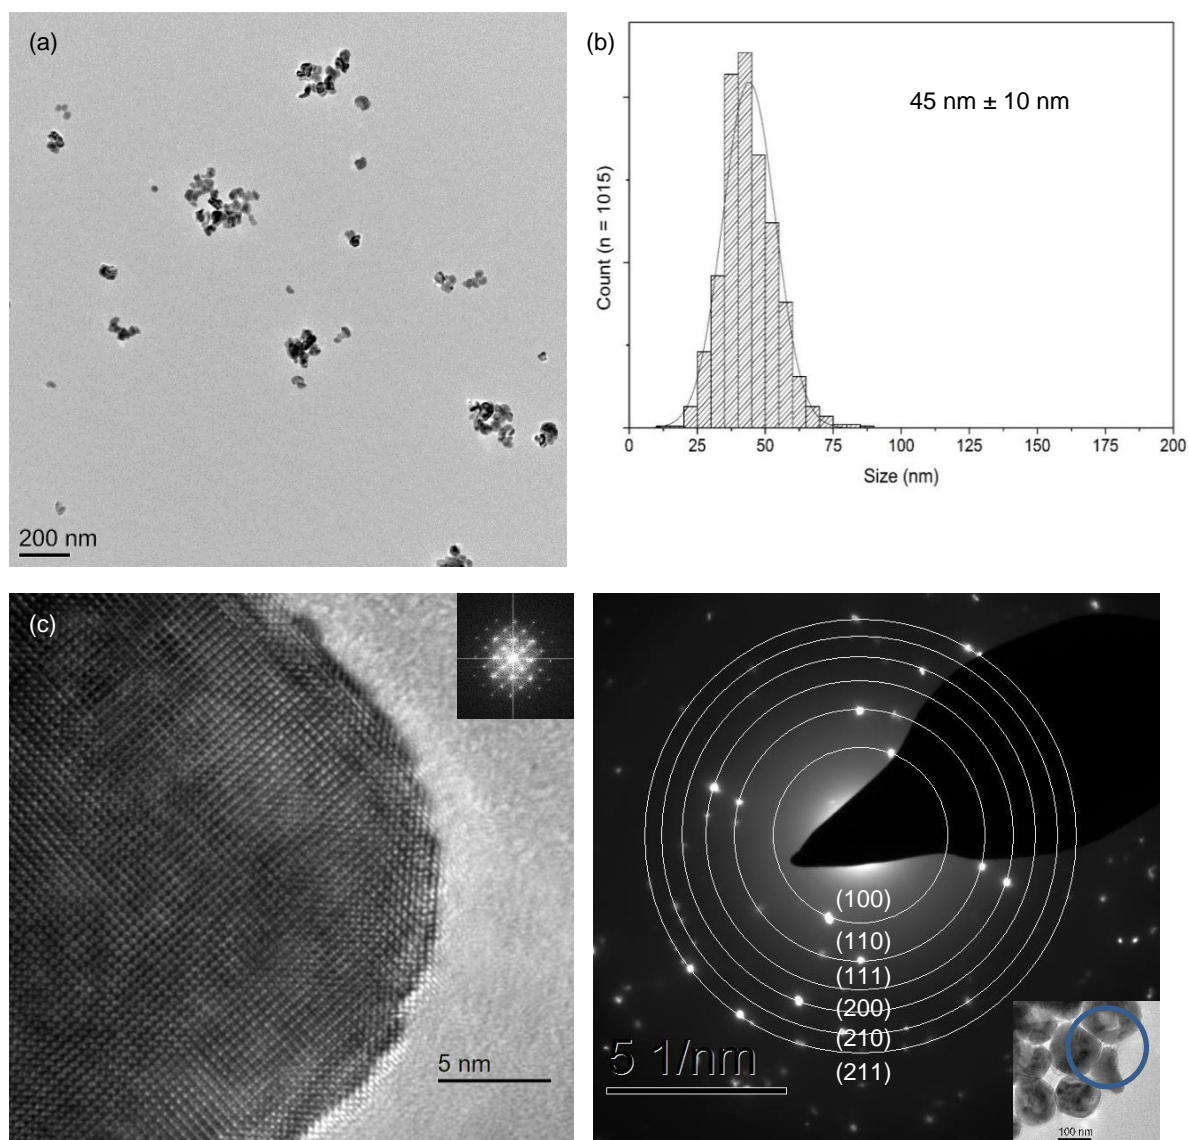 (a)
200 nm
(b)
45 nm ± 10 nm
Count (n = 1015)
0 25 50 75 100 125 150 175 200
Size (nm)
(c)
5 nm
(100)
(110)
(111)
(200)
(210)
(211)
5 1/nm
100 nm